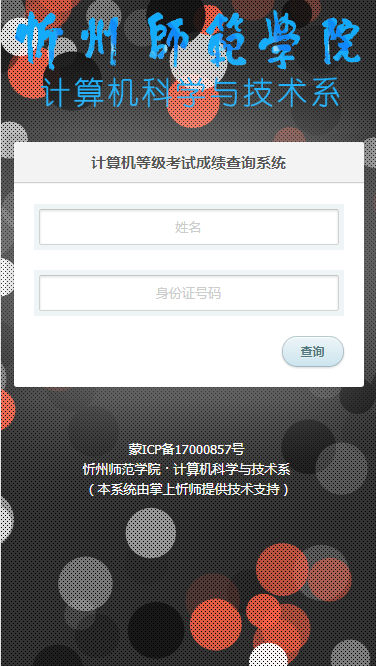 忻州師範學院
计算机科学与技术系
计算机等级考试成绩查询系统
姓名
身份证号码
查询
蒙ICP备17000857号
忻州师范学院·计算机科学与技术系
（本系统由掌上忻师提供技术支持）